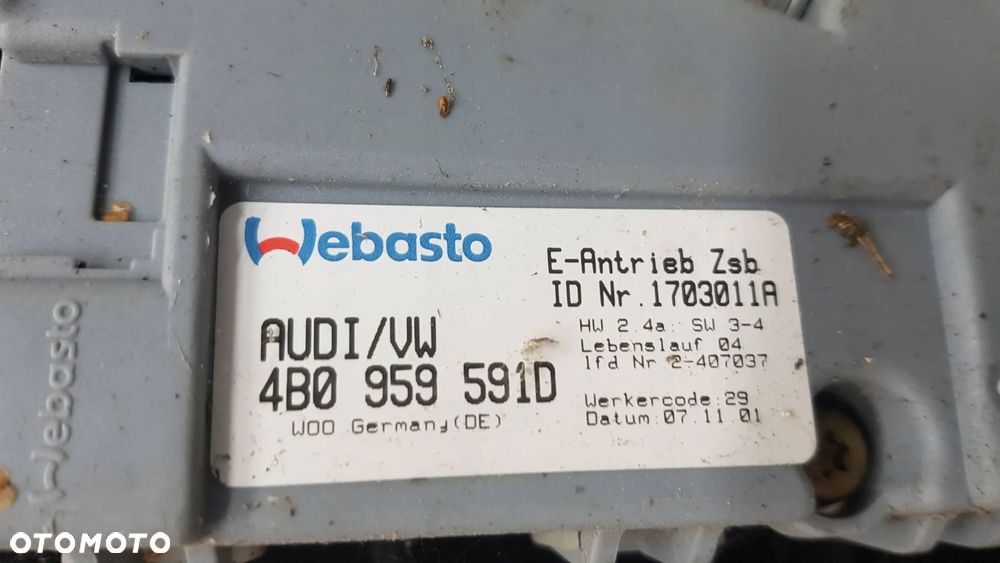 Webasto
E-Antrieb Zsb
ID Nr.1703011A
AUDI/VW
4B0 959 591D
WOO Germany(DE)
HW 2.4a: SW 3-4
Lebenslauf 04
lfd Nr 2-407037
Werkercode:29
Datum:07.11.01
Webasto
OTOMOTO